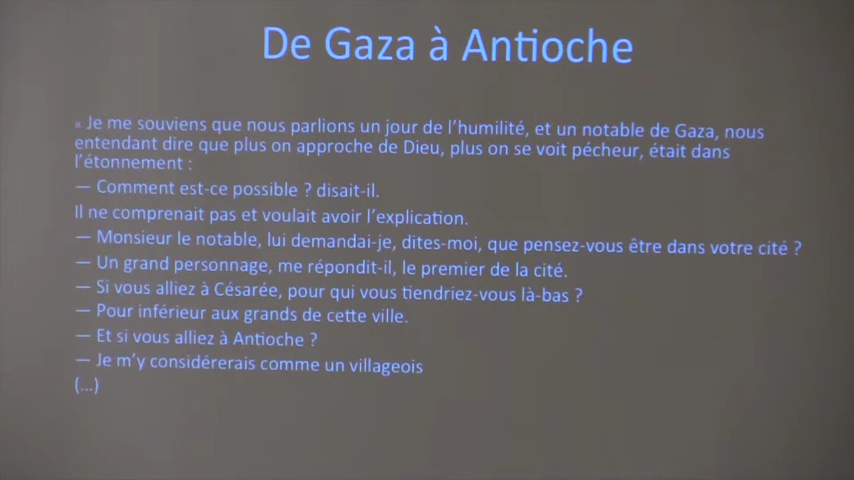 De Gaza à Antioche
« Je me souviens que nous parlions un jour de l'humilité, et un notable de Gaza, nous
entendant dire que plus on approche de Dieu, plus on se voit pécheur, était dans
l'étonnement :
— Comment est-ce possible ? disait-il.
Il ne comprenait pas et voulait avoir l'explication.
— Monsieur le notable, lui demandai-je, dites-moi, que pensez-vous être dans votre cité ?
— Un grand personnage, me répondit-il, le premier de la cité.
— Si vous alliez à Césarée, pour qui vous tiendriez-vous là-bas ?
— Pour inférieur aux grands de cette ville.
— Et si vous alliez à Antioche ?
— Je m'y considérerais comme un villageois
(...)